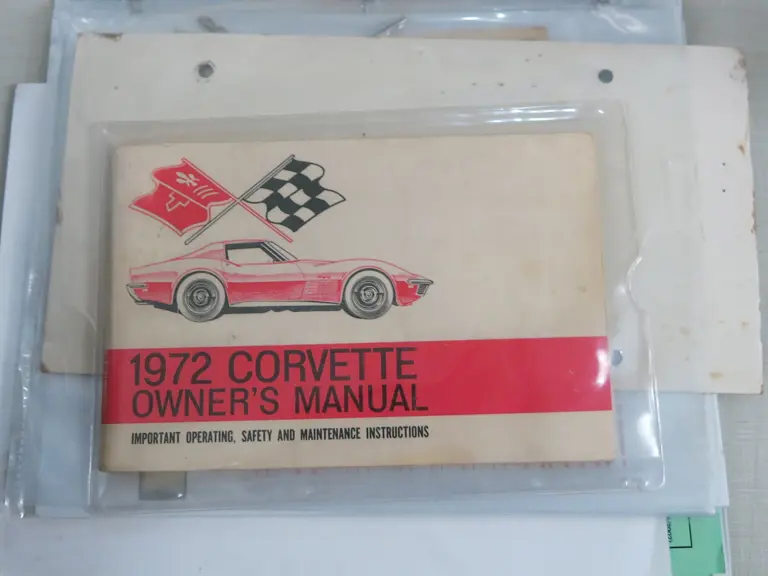 1972 CORVETTE
OWNER'S MANUAL
IMPORTANT OPERATING, SAFETY AND MAINTENANCE INSTRUCTIONS